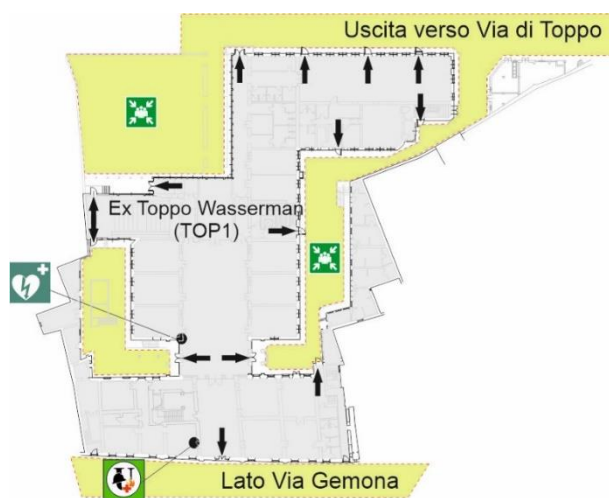 Uscita verso Via di Toppo
Ex Toppo Wasserman
(TOP1)
Lato Via Gemona